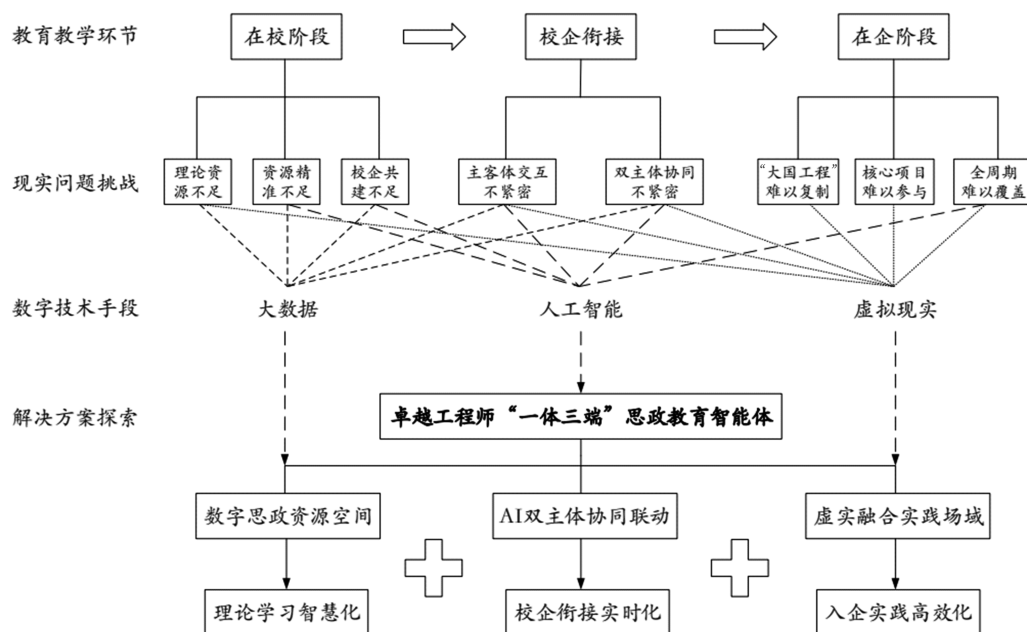 教育教学环节
在校阶段
校企衔接
在企阶段
现实问题挑战
理论资
源不足
资源精
准不足
校企共
建不足
主客体交互
不紧密
双主体协同
不紧密
“大国工程”
难以复制
核心项目
难以参与
全周期
难以覆盖
数字技术手段
大数据
人工智能
虚拟现实
解决方案探索
卓越工程师“一体三端”思政教育智能体
数字思政资源空间
AI双主体协同联动
虚实融合实践场域
理论学习智慧化
校企衔接实时化
入企实践高效化